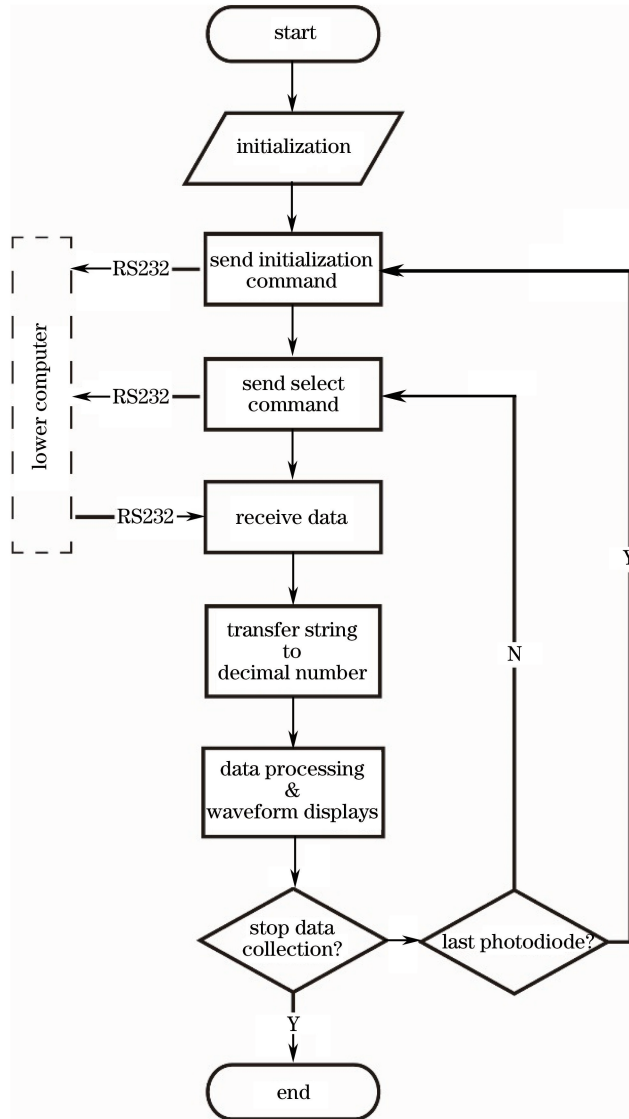 start
initialization
send initialization
command
RS232
send select
command
RS232
lower computer
receive data
RS232
transfer string
to
decimal number
Y
N
data processing
&
waveform displays
stop data
collection?
last photodiode?
Y
end